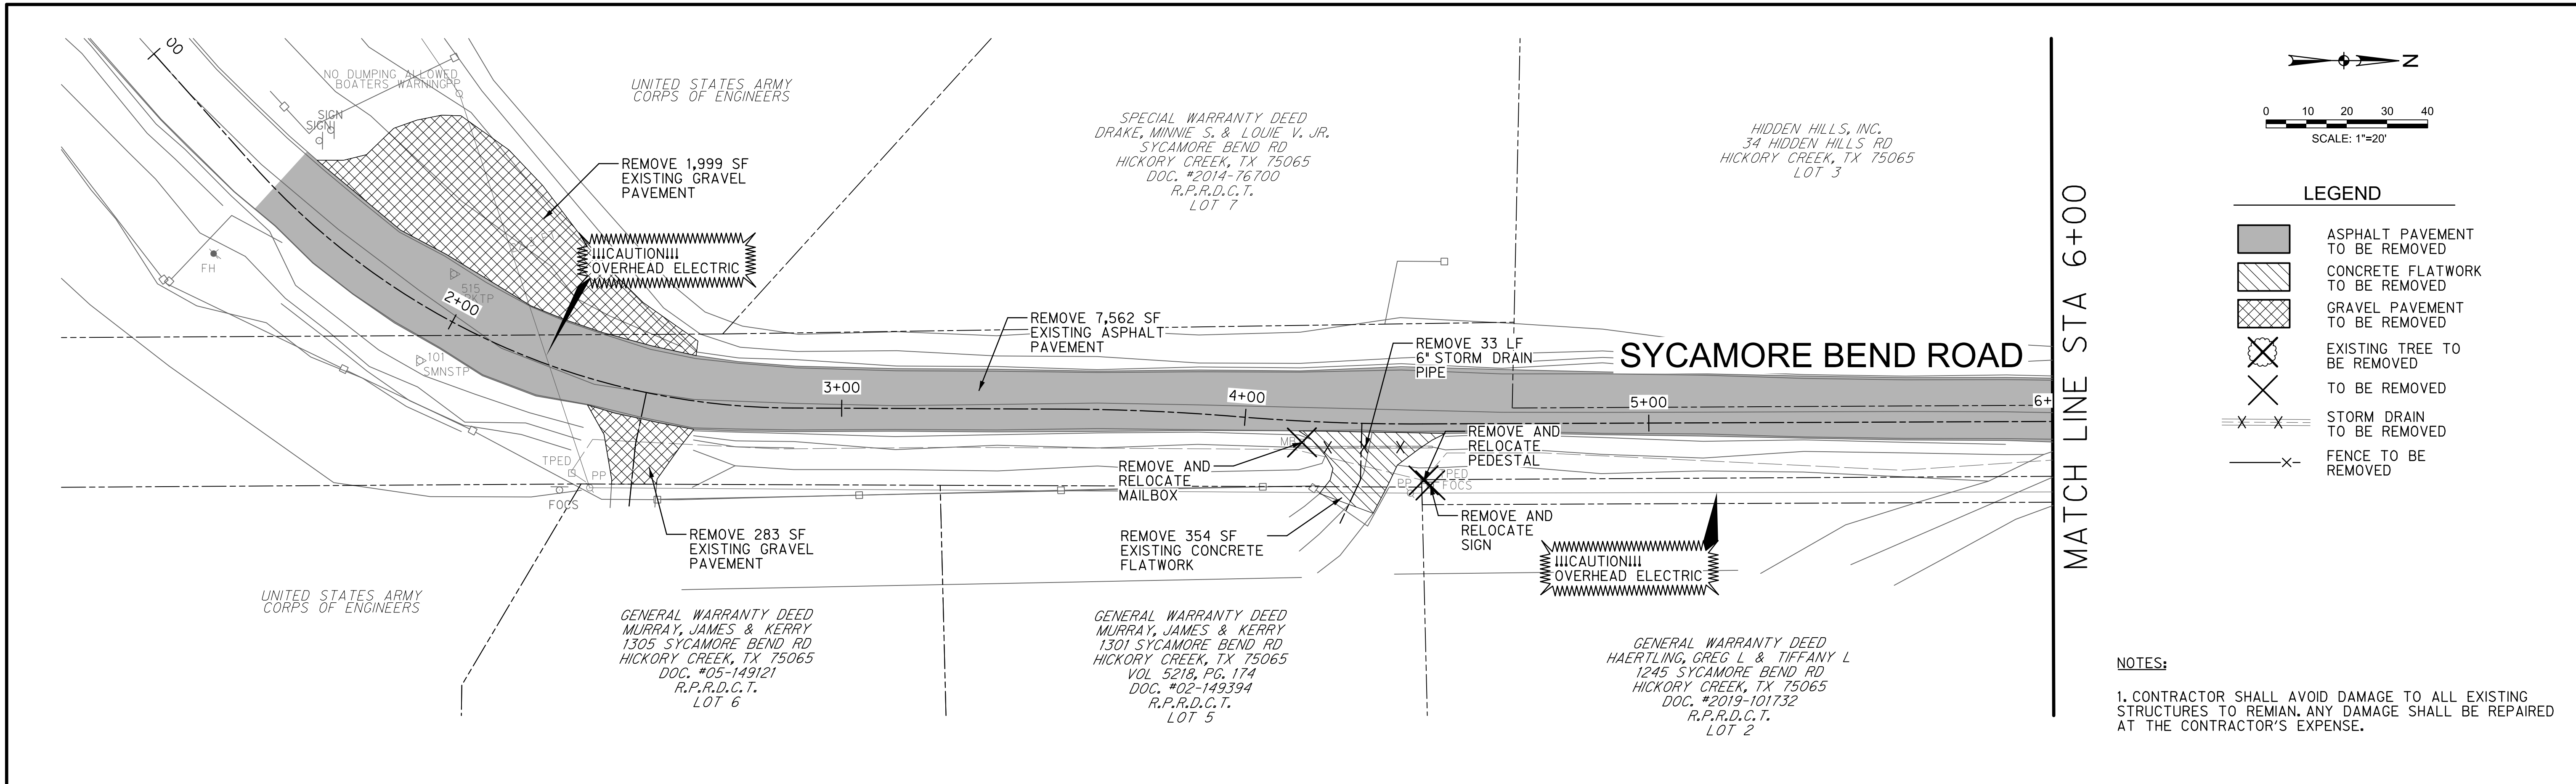 00
NO DUMPING ALLOWED
BOATERS WARNING
PP
SIGN
SIGN
UNITED STATES ARMY
CORPS OF ENGINEERS
REMOVE 1,999 SF
EXISTING GRAVEL
PAVEMENT
!!!CAUTION!!!
OVERHEAD ELECTRIC
FH
515
2+00
101
SMNSTP
SPECIAL WARRANTY DEED
DRAKE, MINNIE S. & LOUIE V. JR.
SYCAMORE BEND RD
HICKORY CREEK, TX 75065
DOC. #2014-76700
R.P.R.D.C.T.
LOT 7
HIDDEN HILLS, INC.
34 HIDDEN HILLS RD
HICKORY CREEK, TX 75065
LOT 3
REMOVE 7,562 SF
EXISTING ASPHALT
PAVEMENT
REMOVE 33 LF
6" STORM DRAIN
PIPE
SYCAMORE BEND ROAD
3+00
4+00
5+00
6+
MATCH LINE STA 6+00
TPED
PP
FOCS
REMOVE 283 SF
EXISTING GRAVEL
PAVEMENT
REMOVE AND
RELOCATE
MAILBOX
REMOVE 354 SF
EXISTING CONCRETE
FLATWORK
REMOVE AND
RELOCATE
PEDESTAL
PP
TPED
FOCS
REMOVE AND
RELOCATE
SIGN
!!!CAUTION!!!
OVERHEAD ELECTRIC
UNITED STATES ARMY
CORPS OF ENGINEERS
GENERAL WARRANTY DEED
MURRAY, JAMES & KERRY
1305 SYCAMORE BEND RD
HICKORY CREEK, TX 75065
DOC. #05-149121
R.P.R.D.C.T.
LOT 6
GENERAL WARRANTY DEED
MURRAY, JAMES & KERRY
1301 SYCAMORE BEND RD
HICKORY CREEK, TX 75065
VOL 5218, PG. 174
DOC. #02-149394
R.P.R.D.C.T.
LOT 5
GENERAL WARRANTY DEED
HAERTLING, GREG L & TIFFANY L
1245 SYCAMORE BEND RD
HICKORY CREEK, TX 75065
DOC. #2019-101732
R.P.R.D.C.T.
LOT 2
N
0 10 20 30 40
SCALE: 1"=20'
LEGEND
ASPHALT PAVEMENT
TO BE REMOVED
CONCRETE FLATWORK
TO BE REMOVED
GRAVEL PAVEMENT
TO BE REMOVED
EXISTING TREE TO
BE REMOVED
TO BE REMOVED
STORM DRAIN
TO BE REMOVED
FENCE TO BE
REMOVED
NOTES:
1. CONTRACTOR SHALL AVOID DAMAGE TO ALL EXISTING
STRUCTURES TO REMIAN. ANY DAMAGE SHALL BE REPAIRED
AT THE CONTRACTOR'S EXPENSE.